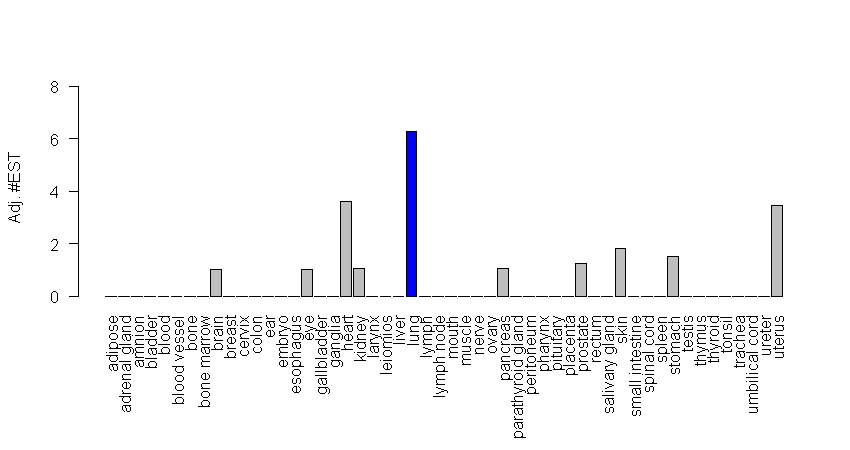 8
6
4
2
0
Adj. #EST
adipose
adrenal gland
amnion
bladder
blood
blood vessel
bone
bone marrow
brain
breast
cervix
colon
ear
embryo
esophagus
eye
gallbladder
ganglia
heart
kidney
larynx
leiomios
liver
lung
lymph
lymph node
mouth
muscle
nerve
ovary
pancreas
parathyroid gland
peritoneum
pharynx
pituitary
placenta
prostate
rectum
salivary gland
skin
small intestine
spinal cord
spleen
stomach
testis
thymus
thyroid
tonsil
trachea
umbilical cord
ureter
uterus